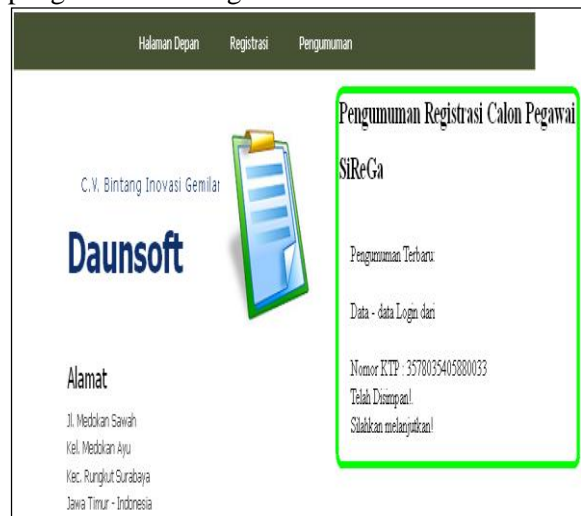 Halaman Depan Registrasi Pengumuman
C.V. Bintang Inovasi Gemilar
Daunsoft
Alamat
Jl. Medokan Sawah
Kel. Medokan Ayu
Kec. Rungkut Surabaya
Jawa Timur - Indonesia
Pengumuman Registrasi Calon Pegawai
SiReGa
Pengumuman Terbaru:
Data - data Login dari
Nomor KTP : 3578035405880033
Telah Disimpan!.
Silahkan melanjutkan!